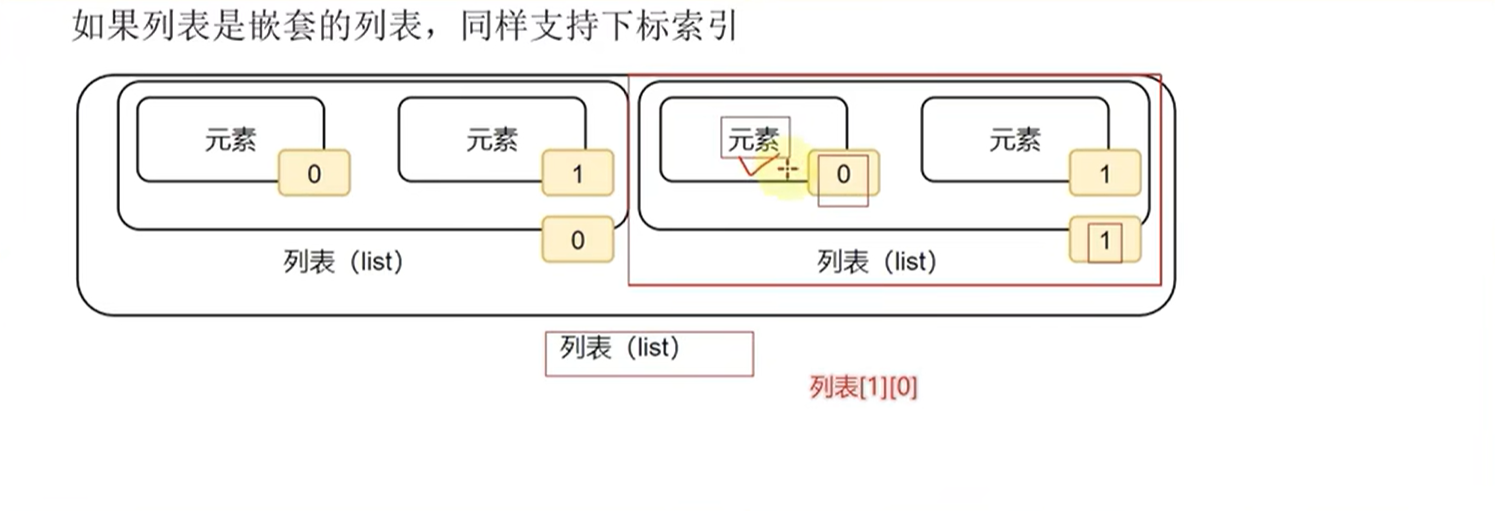 如果列表是嵌套的列表，同样支持下标索引
元素 元素 元素 元素
0 1 0 1
0 1
列表（list） 列表（list）
列表（list）
列表[1][0]